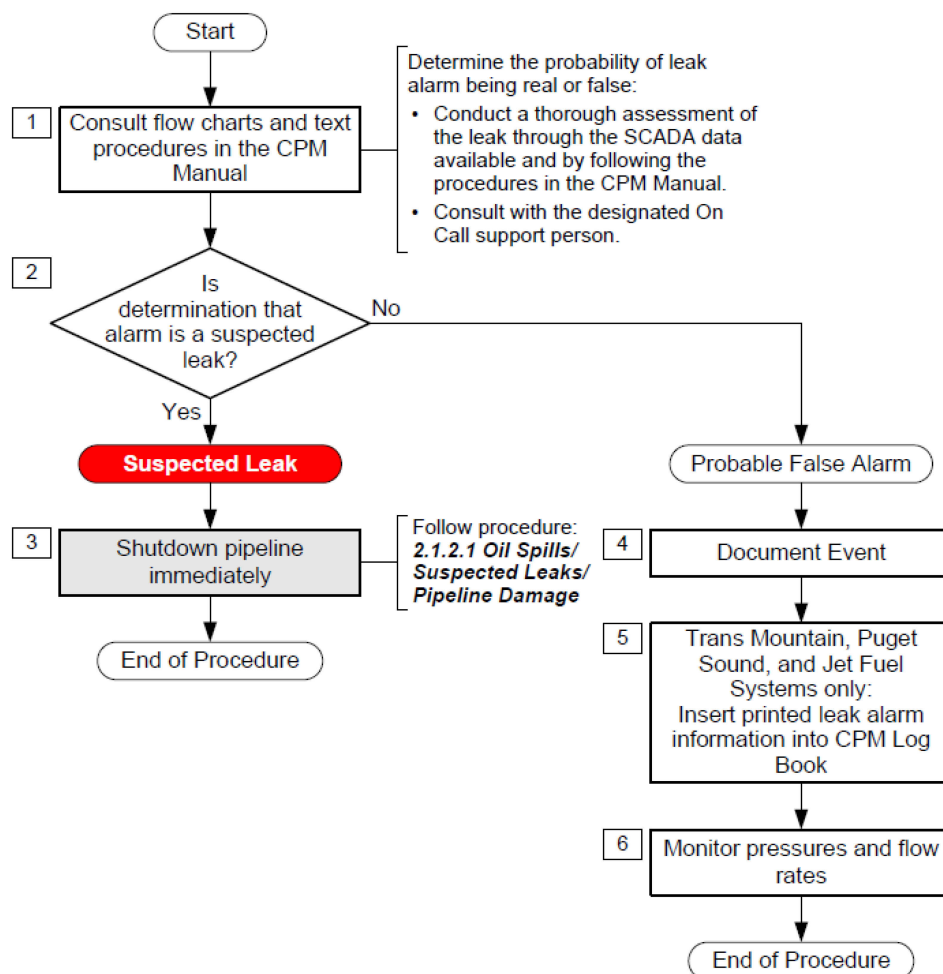 Start
1
Consult flow charts and text
procedures in the CPM
Manual
Determine the probability of leak
alarm being real or false:
• Conduct a thorough assessment of
the leak through the SCADA data
available and by following the
procedures in the CPM Manual.
• Consult with the designated On
Call support person.
2
Is
determination that
alarm is a suspected
leak?
No
Yes
Suspected Leak
Probable False Alarm
3
Shutdown pipeline
immediately
Follow procedure:
2.1.2.1 Oil Spills/
Suspected Leaks/
Pipeline Damage
End of Procedure
4
Document Event
5
Trans Mountain, Puget
Sound, and Jet Fuel
Systems only:
Insert printed leak alarm
information into CPM Log
Book
6
Monitor pressures and flow
rates
End of Procedure